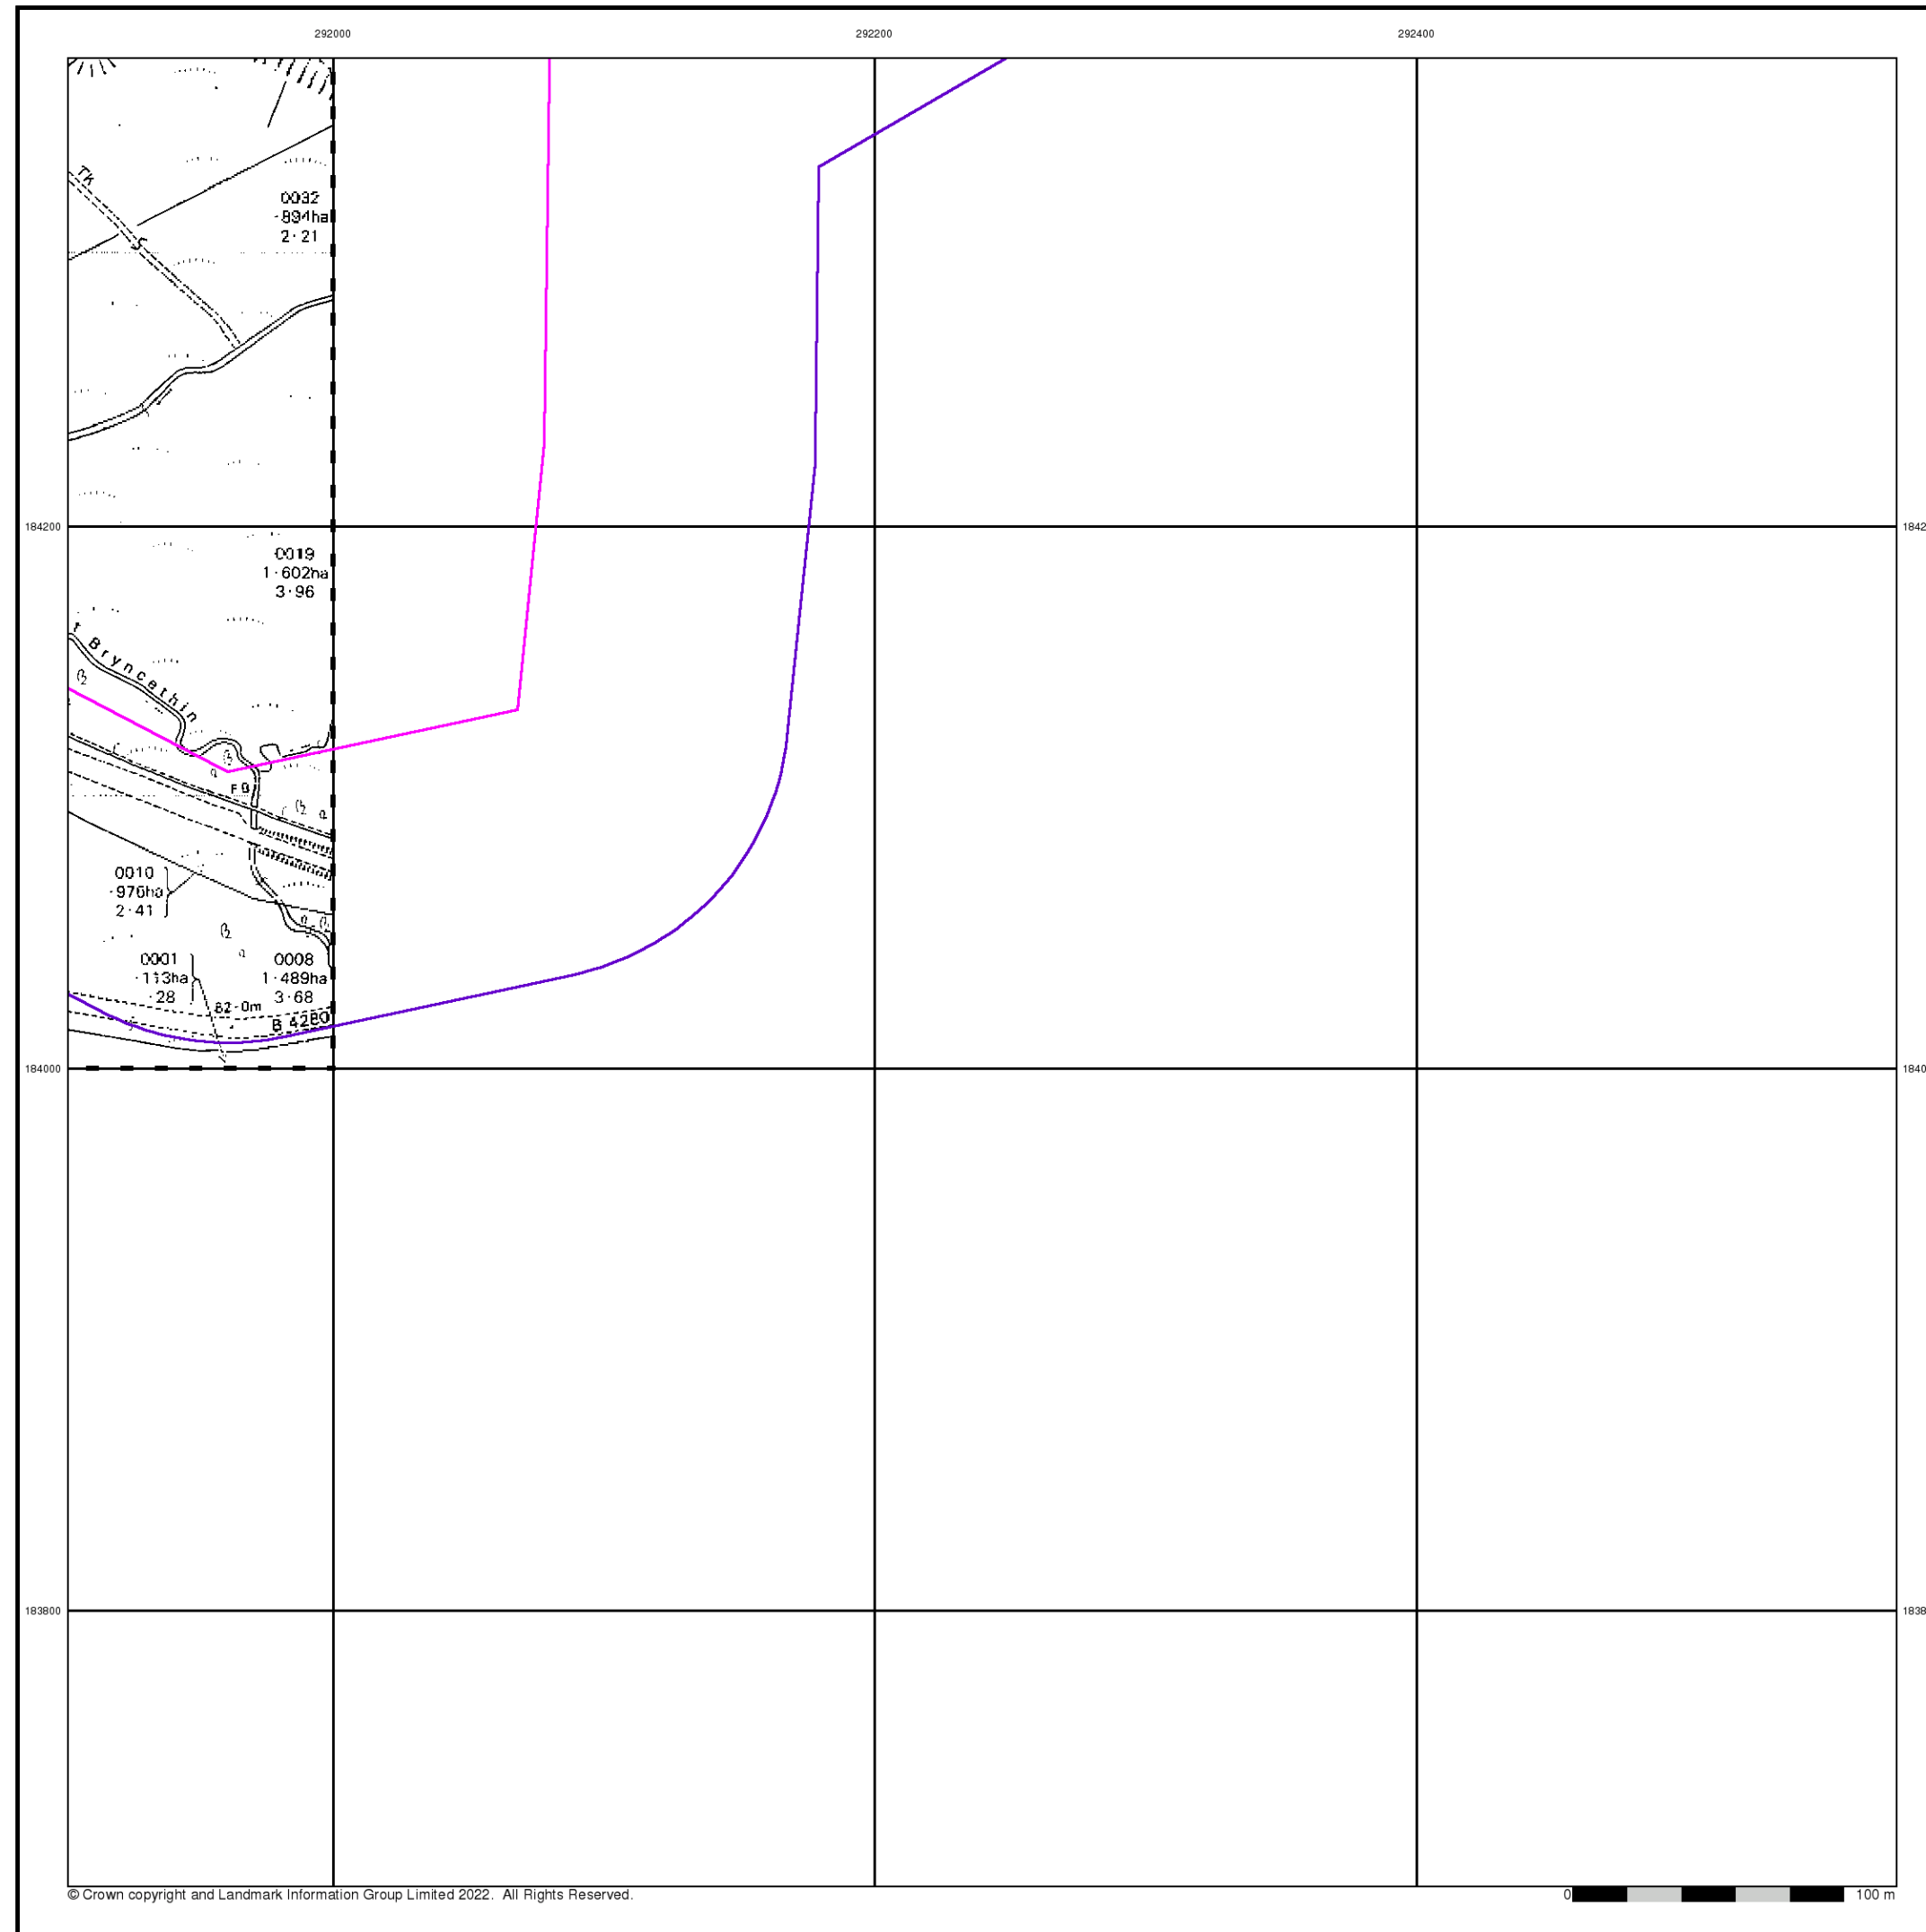 292000
292200
292400
Tk
0032
·894ha
2·21
184200
1842
0019
1·602ha
3·96
t Bryncethin
FB
0010
·976ha
2·41
0001
·113ha
·28
0008
1·489ha
3·68
82·0m
B 4280
184000
1840
183800
1838
© Crown copyright and Landmark Information Group Limited 2022. All Rights Reserved.
0
100 m